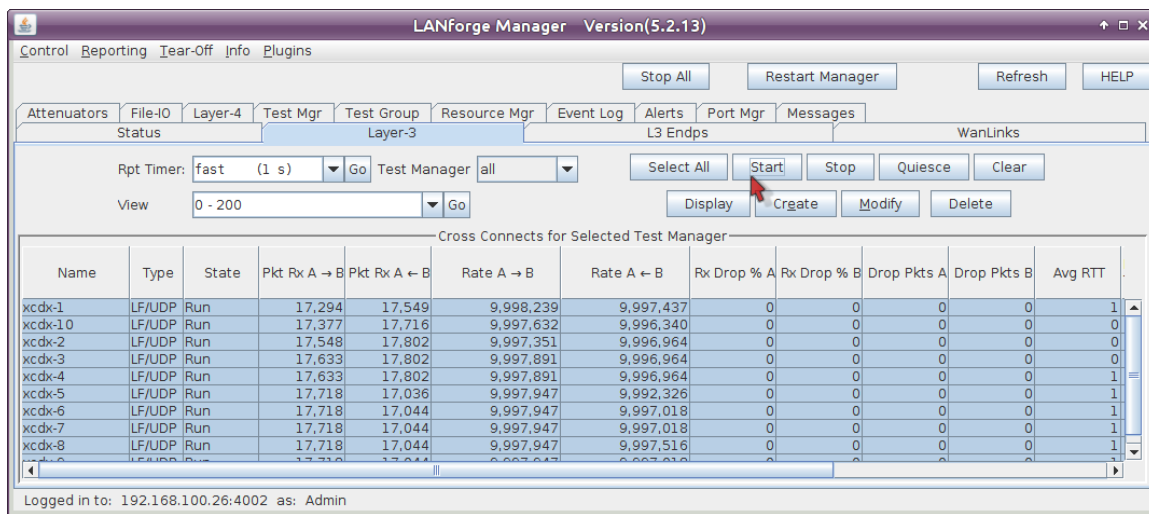 LANforge Manager Version(5.2.13)
Control Reporting Tear-Off Info Plugins
Stop All Restart Manager Refresh HELP
Attenuators File-IO Layer-4 Test Mgr Test Group Resource Mgr Event Log Alerts Port Mgr Messages
Status Layer-3 L3 Endps WanLinks
Rpt Timer: fast (1 s) Go Test Manager all Select All Start Stop Quiesce Clear
View 0 - 200 Go Display Create Modify Delete
Cross Connects for Selected Test Manager
Name Type State Pkt Rx A → B Pkt Rx A ← B Rate A → B Rate A ← B Rx Drop % A Rx Drop % B Drop Pkts A Drop Pkts B Avg RTT
xcdx-1 LF/UDP Run 17,294 17,549 9,998,239 9,997,437 0 0 0 0 1
xcdx-10 LF/UDP Run 17,377 17,716 9,997,632 9,996,340 0 0 0 0 0
xcdx-2 LF/UDP Run 17,548 17,802 9,997,351 9,996,964 0 0 0 0 0
xcdx-3 LF/UDP Run 17,633 17,802 9,997,891 9,996,964 0 0 0 0 0
xcdx-4 LF/UDP Run 17,633 17,802 9,997,891 9,996,964 0 0 0 0 1
xcdx-5 LF/UDP Run 17,718 17,036 9,997,947 9,992,326 0 0 0 0 1
xcdx-6 LF/UDP Run 17,718 17,044 9,997,947 9,997,018 0 0 0 0 1
xcdx-7 LF/UDP Run 17,718 17,044 9,997,947 9,997,018 0 0 0 0 1
xcdx-8 LF/UDP Run 17,718 17,044 9,997,947 9,997,516 0 0 0 0 1
Logged in to: 192.168.100.26:4002 as: Admin